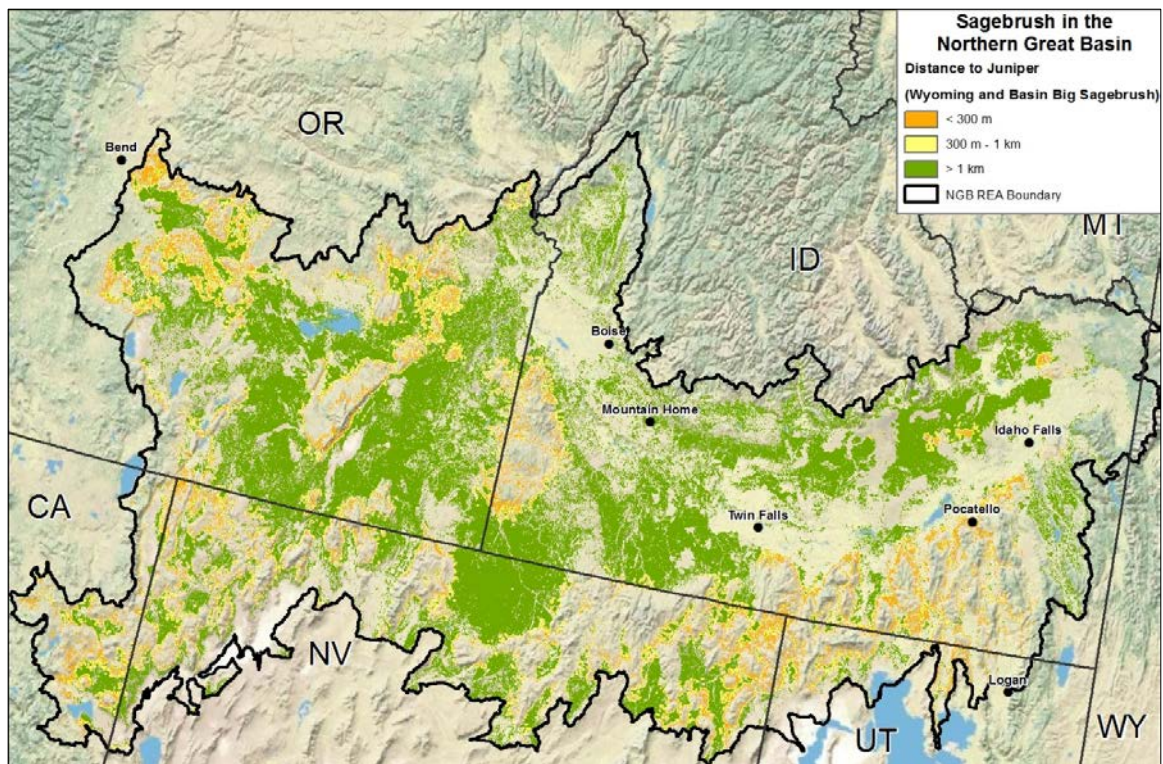 Sagebrush in the
Northern Great Basin
Distance to Juniper
(Wyoming and Basin Big Sagebrush)
< 300 m
300 m - 1 km
> 1 km
NGB REA Boundary
OR
Bend
MT
ID
Boise
Mountain Home
Idaho Falls
CA
Twin Falls
Pocatello
NV
Logan
UT
WY